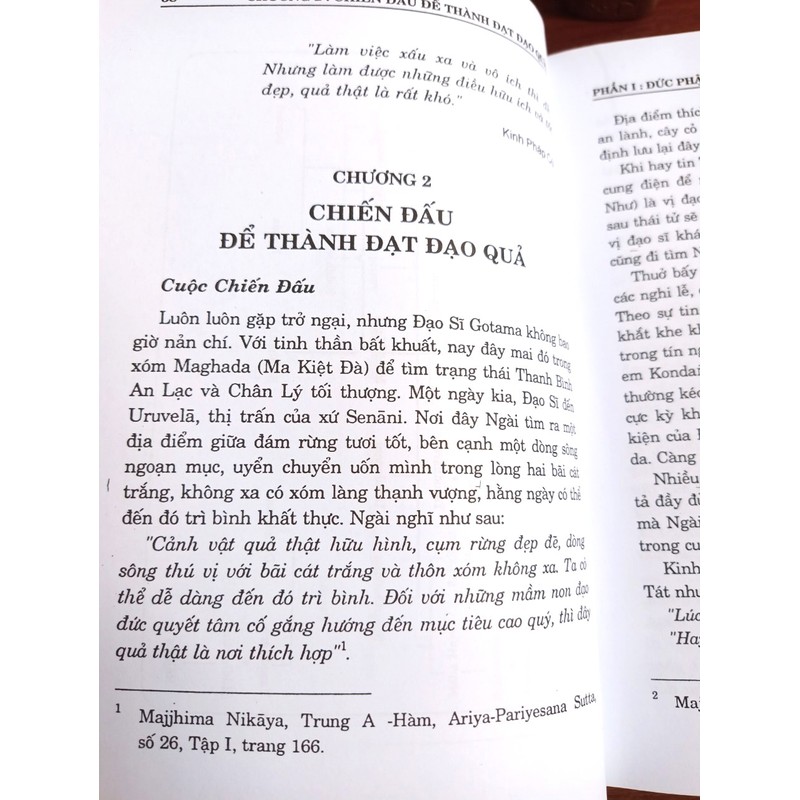 CHIẾN ĐẤU ĐỂ THÀNH ĐẠT ĐẠO
"Làm việc xấu xa và vô ích thì dễ
Nhưng làm được những điều hữu ích và tốt
đẹp, quả thật là rất khó."
Kinh Pháp
CHƯƠNG 2
CHIẾN ĐẤU
ĐỂ THÀNH ĐẠT ĐẠO QUẢ
Cuộc Chiến Đấu
Luôn luôn gặp trở ngại, nhưng Đạo Sĩ Gotama không bao
giờ nản chí. Với tinh thần bất khuất, nay đây mai đó trong
xóm Maghada (Ma Kiệt Đà) để tìm trạng thái Thanh Bình
An Lạc và Chân Lý tối thượng. Một ngày kia, Đạo Sĩ đến
Uruvelā, thị trấn của xứ Senāni. Nơi đây Ngài tìm ra một
địa điểm giữa đám rừng tươi tốt, bên cạnh một dòng sông
ngoạn mục, uyển chuyển uốn mình trong lòng hai bãi cát
trắng, không xa có xóm làng thạnh vượng, hằng ngày có thể
đến đó trì bình khất thực. Ngài nghĩ như sau:
"Cảnh vật quả thật hữu hình, cụm rừng đẹp đẽ, dòng
sông thú vị với bãi cát trắng và thôn xóm không xa. Ta có
thể dễ dàng đến đó trì bình. Đối với những mầm non đạo
đức quyết tâm cố gắng hướng đến mục tiêu cao quý, thì đây
quả thật là nơi thích hợp"¹.
1 Majjhima Nikāya, Trung A -Hàm, Ariya-Pariyesana Sutta,
số 26, Tập I, trang 166.
PHẦN I : ĐỨC PHẬ
Địa điểm thíc
an lành, cây cỏ
định lưu lại đây
Khi hay tin
cung điện để
Như) là vị đạo
sau thái tử sẽ
vị đạo sĩ khá
cũng đi tìm N
Thuở bấy
các nghi lễ,
Theo sự tin
khắt khe kh
trong tín ng
em Kondai
thường kéo
cực kỳ kh
kiện của
da. Càng
Nhiều
tả đầy đủ
mà Ngài
trong cu
Kinh
Tát như
"Lúc
"Hay
2 Ma